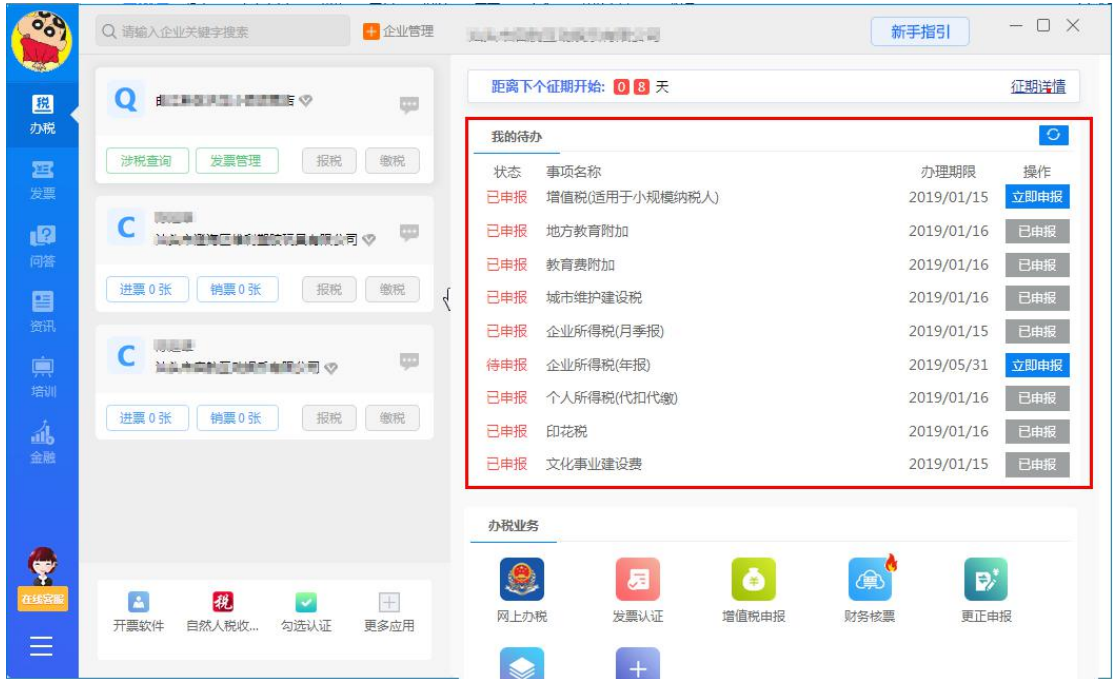 请输入企业关键字搜索
企业管理
新手指引
税
办税
发票
问答
资讯
培训
金融
在线客服
Q
店
涉税查询 发票管理 报税 缴税
C
进票 0 张 销票 0 张 报税 缴税
C
进票 0 张 销票 0 张 报税 缴税
开票软件
税
自然人税收...
勾选认证
更多应用
距离下个征期开始: 0 8 天
征期详情
我的待办
状态 事项名称 办理期限 操作
已申报 增值税(适用于小规模纳税人) 2019/01/15 立即申报
已申报 地方教育附加 2019/01/16 已申报
已申报 教育费附加 2019/01/16 已申报
已申报 城市维护建设税 2019/01/16 已申报
已申报 企业所得税(月季报) 2019/01/15 已申报
待申报 企业所得税(年报) 2019/05/31 立即申报
已申报 个人所得税(代扣代缴) 2019/01/16 已申报
已申报 印花税 2019/01/16 已申报
已申报 文化事业建设费 2019/01/15 已申报
办税业务
网上办税 发票认证 增值税申报 财务核票 更正申报